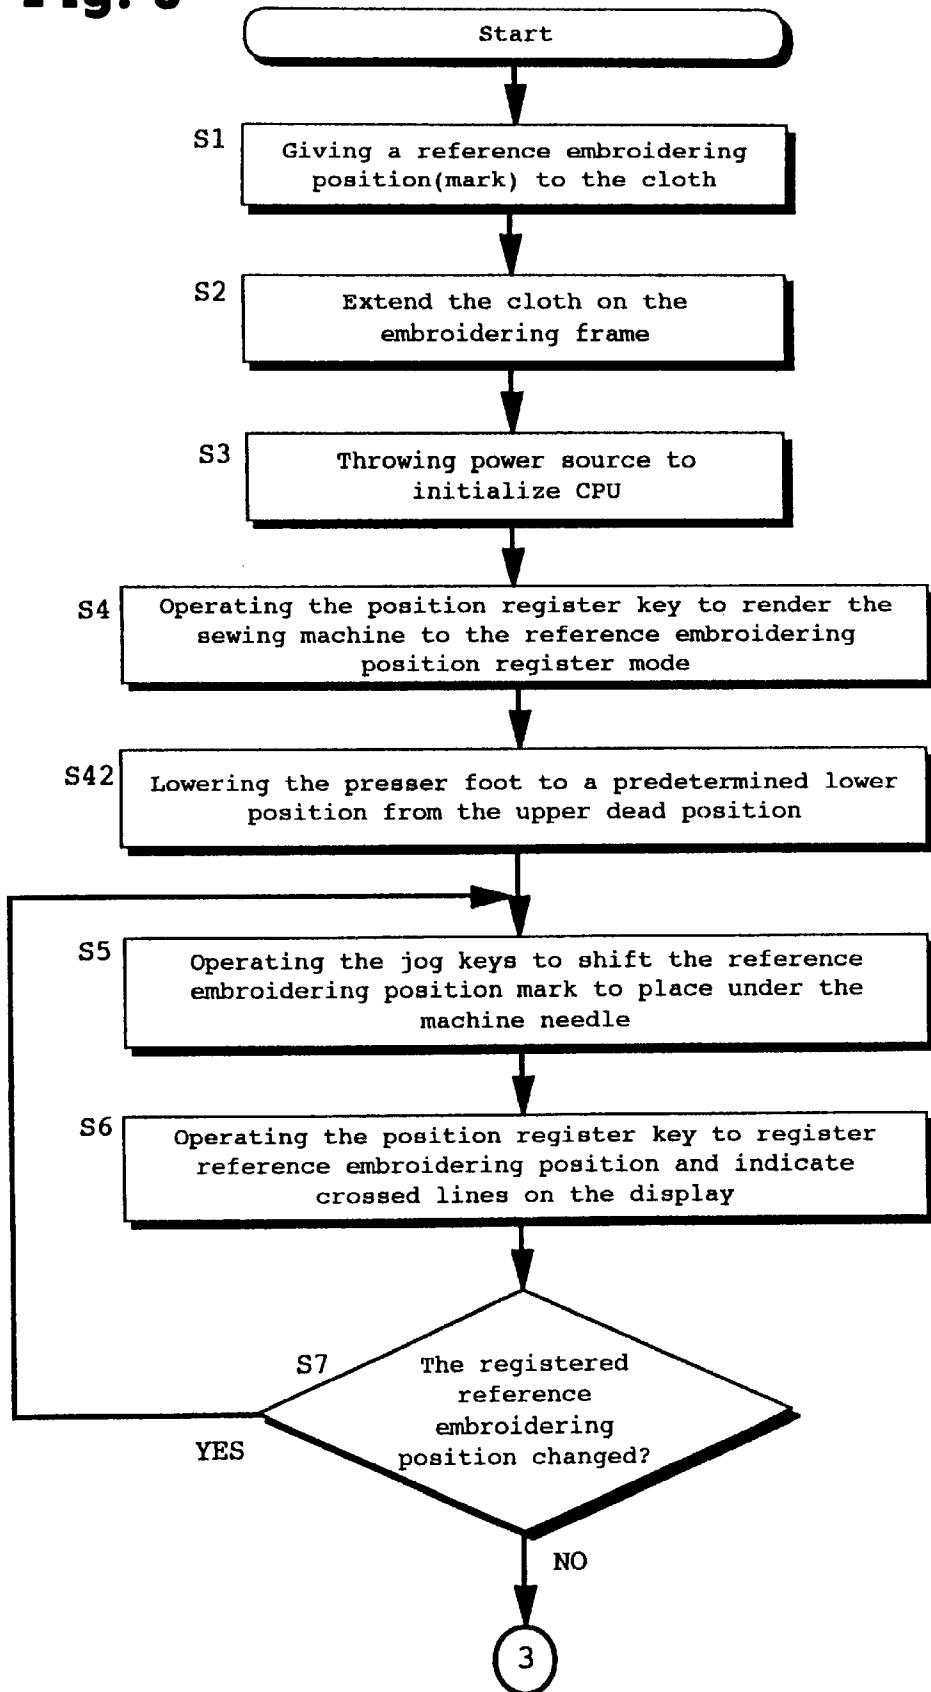 Start
S1
Giving a reference embroidering
position(mark) to the cloth
S2
Extend the cloth on the
embroidering frame
S3
Throwing power source to
initialize CPU
S4
Operating the position register key to render the
sewing machine to the reference embroidering
position register mode
S42
Lowering the presser foot to a predetermined lower
position from the upper dead position
S5
Operating the jog keys to shift the reference
embroidering position mark to place under the
machine needle
S6
Operating the position register key to register
reference embroidering position and indicate
crossed lines on the display
S7
The registered
reference
embroidering
position changed?
YES
NO
3